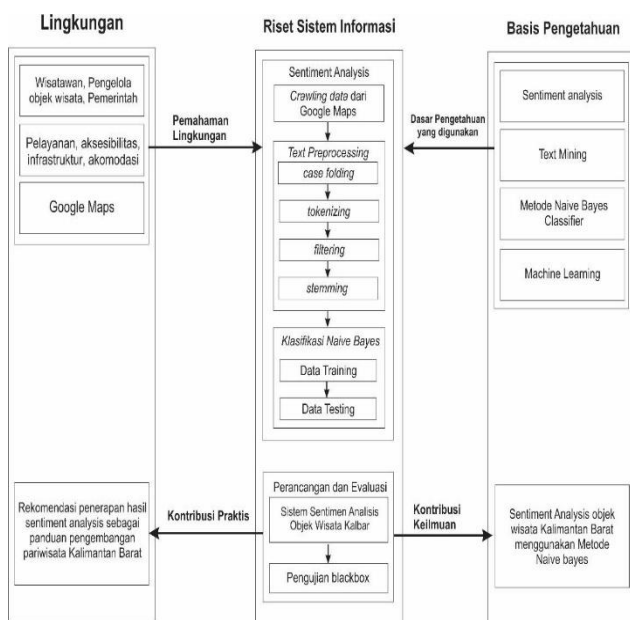 Lingkungan
Wisatawan, Pengelola
objek wisata, Pemerintah
Pelayanan, aksesibilitas,
infrastruktur, akomodasi
Google Maps
Pemahaman
Lingkungan
Riset Sistem Informasi
Sentiment Analysis
Crawling data dari
Google Maps
Text Preprocessing
case folding
tokenizing
filtering
stemming
Klasifikasi Naive Bayes
Data Training
Data Testing
Dasar Pengetahuan
yang digunakan
Basis Pengetahuan
Sentiment analysis
Text Mining
Metode Naive Bayes
Classifier
Machine Learning
Rekomendasi penerapan hasil
sentiment analysis sebagai
panduan pengembangan
pariwisata Kalimantan Barat
Kontribusi Praktis
Perancangan dan Evaluasi
Sistem Sentimen Analisis
Objek Wisata Kalbar
Pengujian blackbox
Kontribusi
Keilmuan
Sentiment Analysis objek
wisata Kalimantan Barat
menggunakan Metode
Naive bayes